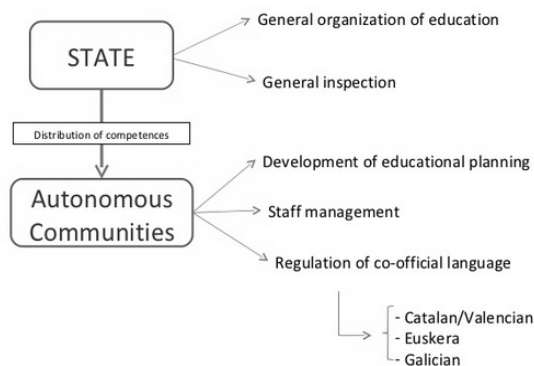 General organization of education
STATE
General inspection
Distribution of competences
Development of educational planning
Autonomous
Communities
Staff management
Regulation of co-official language
- Catalan/Valencian
- Euskera
- Galician